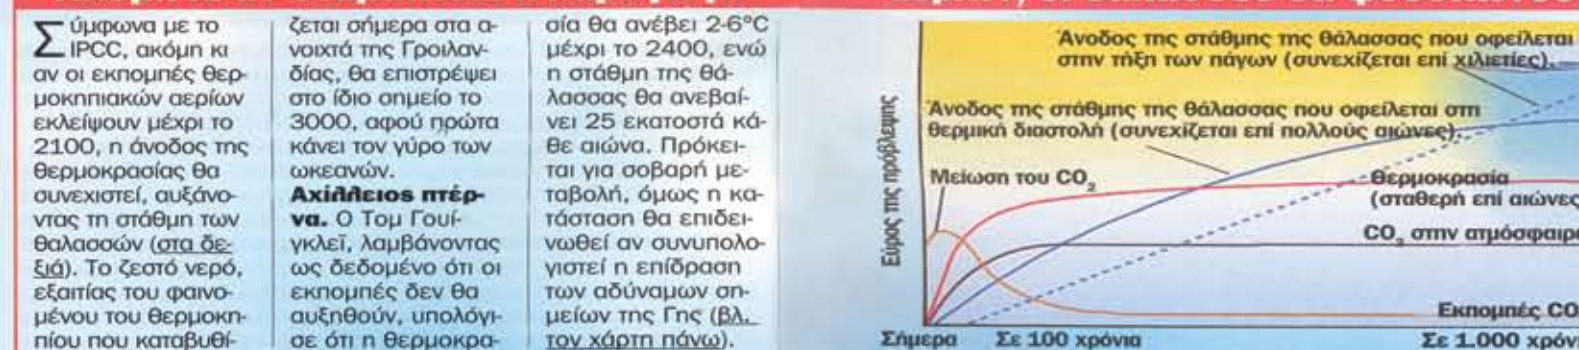 Σύμφωνα με το
IPCC, ακόμη κι
αν οι εκπομπές θερ-
μοκηπιακών αερίων
εκλείψουν μέχρι το
2100, η άνοδος της
θερμοκρασίας θα
συνεχιστεί, αυξάνο-
ντας τη στάθμη των
θαλασσών (στα δε-
ξιά). Το ζεστό νερό,
εξαιτίας του φαινο-
μένου του θερμοκη-
πίου που καταβυθί-
ζεται σήμερα στα α-
νοιχτά της Γροιλαν-
δίας, θα επιστρέψει
στο ίδιο σημείο το
3000, αφού πρώτα
κάνει τον γύρο των
ωκεανών.
Αχίλλειος πτέρ-
να. Ο Τομ Γουί-
γκλεϊ, λαμβάνοντας
ως δεδομένο ότι οι
εκπομπές δεν θα
αυξηθούν, υπολόγι-
σε ότι η θερμοκρα-
σία θα ανέβει 2-6°C
μέχρι το 2400, ενώ
η στάθμη της θά-
λασσας θα ανεβαί-
νει 25 εκατοστά κά-
θε αιώνα. Πρόκει-
ται για σοβαρή με-
ταβολή, όμως η κα-
τάσταση θα επιδει-
νωθεί αν συνυπολο-
γιστεί η επίδραση
των αδύναμων ση-
μείων της Γης (βλ.
τον χάρτη πάνω).
Άνοδος της στάθμης της θάλασσας που οφείλεται
στην τήξη των πάγων (συνεχίζεται επί χιλιετίες).
Άνοδος της στάθμης της θάλασσας που οφείλεται στη
θερμική διαστολή (συνεχίζεται επί πολλούς αιώνες).
Εύρος της πρόβλεψης
Μείωση του CO₂
Θερμοκρασία
(σταθερή επί αιώνες
CO₂ στην ατμόσφαιρα
Εκπομπές CO
Σήμερα Σε 100 χρόνια Σε 1.000 χρόνι